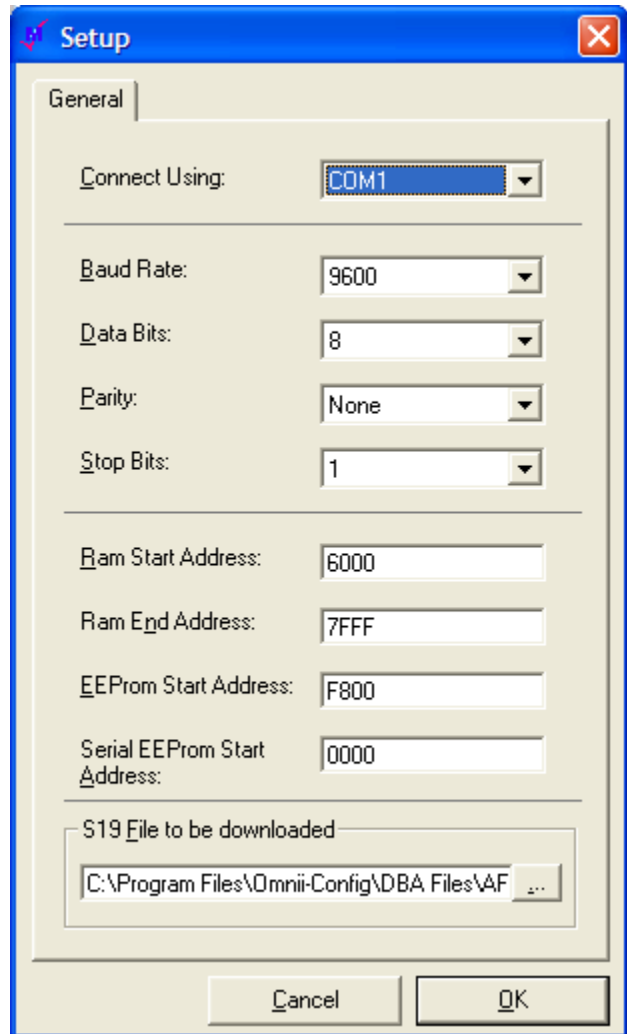 Setup
General
Connect Using: COM1
Baud Rate: 9600
Data Bits: 8
Parity: None
Stop Bits: 1
Ram Start Address: 6000
Ram End Address: 7FFF
EEProm Start Address: F800
Serial EEProm Start
Address: 0000
S19 File to be downloaded
C:\Program Files\Omnii-Config\DBA Files\AF ...
Cancel OK